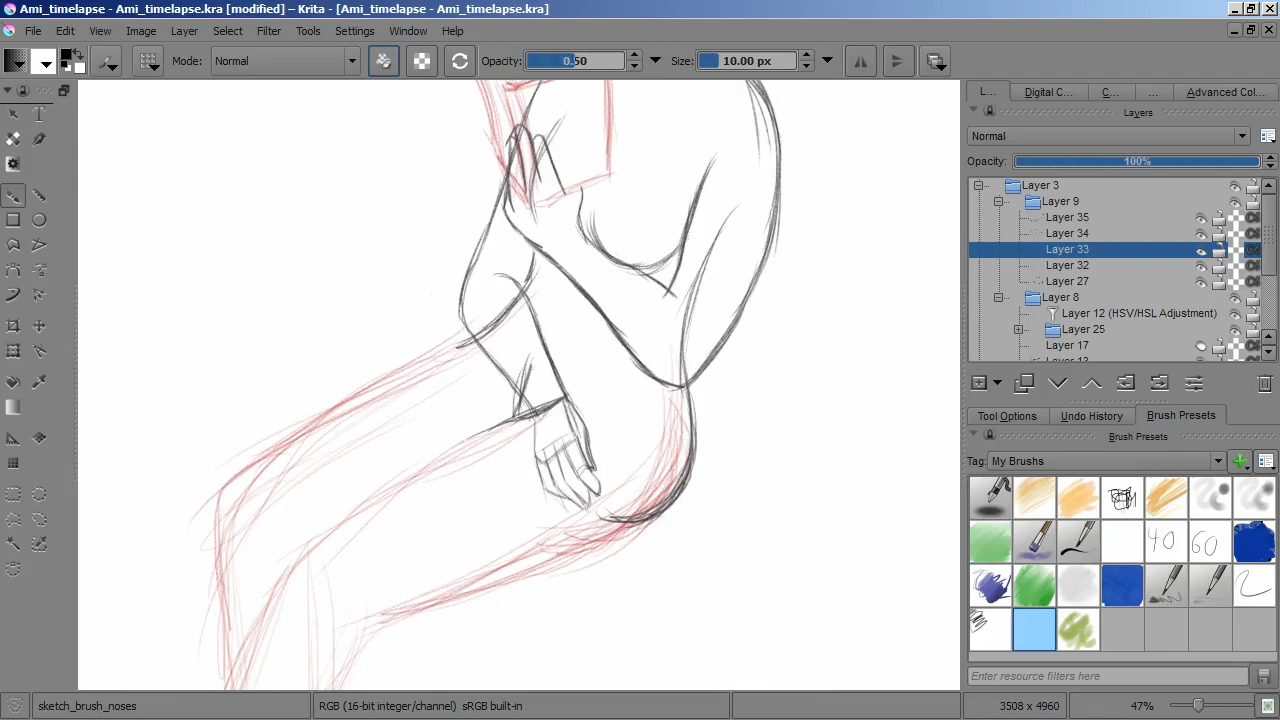 Ami_timelapse - Ami_timelapse.kra [modified] – Krita - [Ami_timelapse - Ami_timelapse.kra]
File Edit View Image Layer Select Filter Tools Settings Window Help
Mode: Normal Opacity: 0.50 Size: 10.00 px
L... Digital C... C... ... Advanced Col...
Layers
Normal
Opacity: 100%
Layer 3
Layer 9
Layer 35
Layer 34
Layer 33
Layer 32
Layer 27
Layer 8
Layer 12 (HSV/HSL Adjustment)
Layer 25
Layer 17
Tool Options Undo History Brush Presets
Brush Presets
Tag: My Brushs
40 60
Enter resource filters here
sketch_brush_noses RGB (16-bit integer/channel) sRGB built-in 3508 x 4960 47%